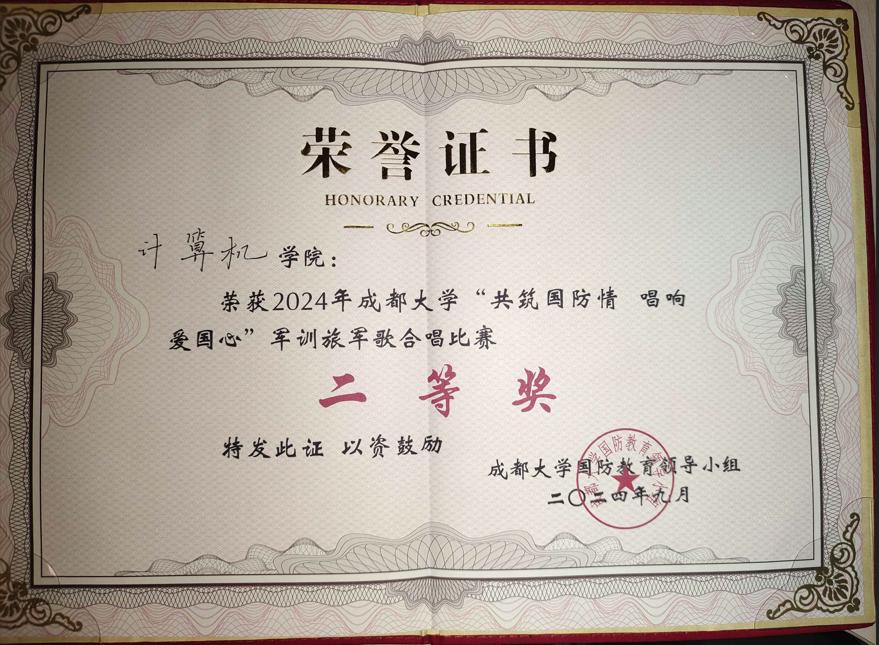 荣誉证书
HONORARY CREDENTIAL
计算机学院：
荣获2024年成都大学“共筑国防情 唱响
爱国心”军训旅军歌合唱比赛
二等奖
特发此证 以资鼓励
成都大学国防教育领导小组
二〇二四年九月